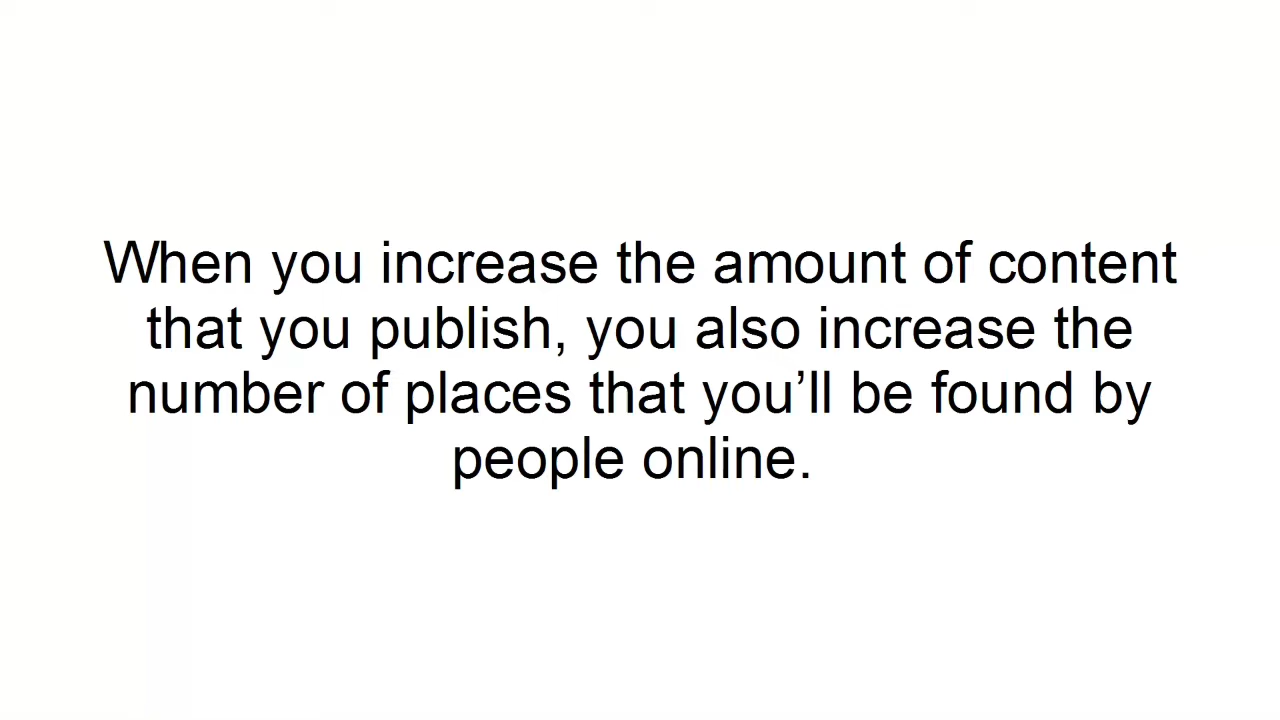 When you increase the amount of content
that you publish, you also increase the
number of places that you’ll be found by
people online.